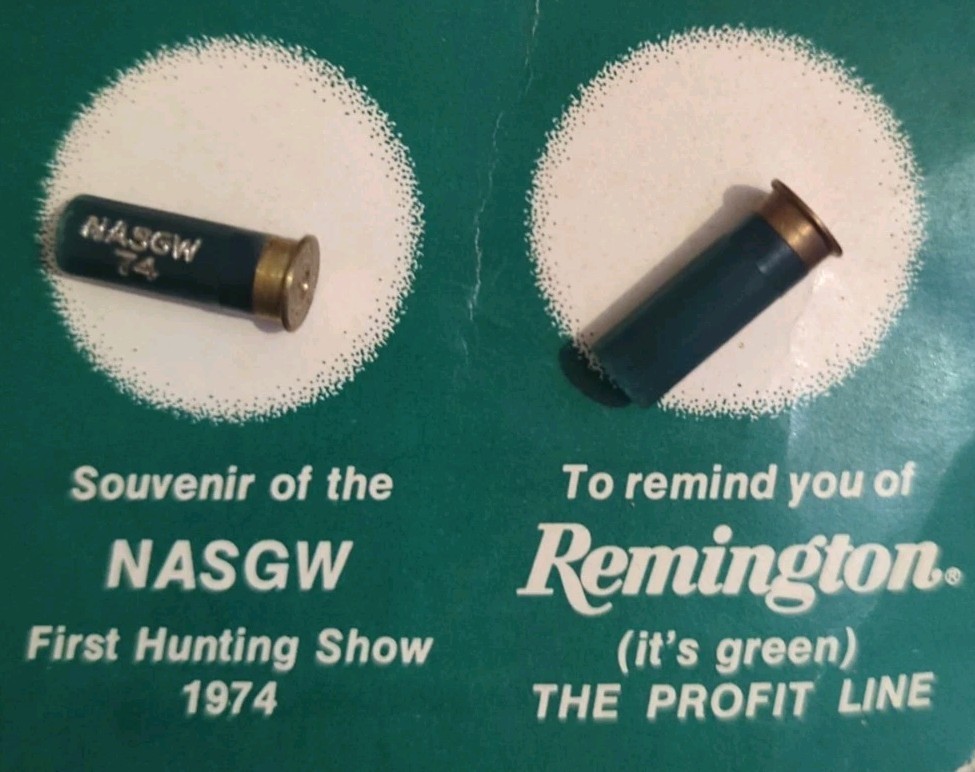 NASGW
74
Souvenir of the
NASGW
First Hunting Show
1974
To remind you of
Remington®
(it's green)
THE PROFIT LINE